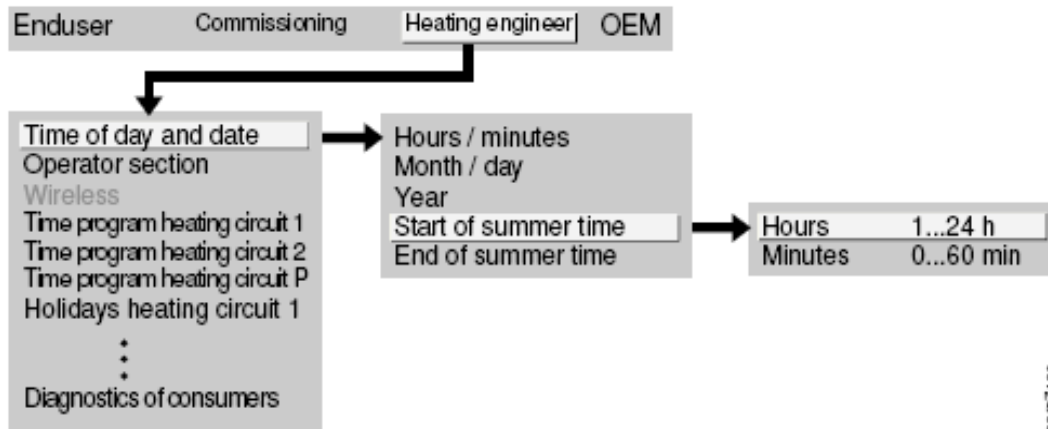 Enduser Commissioning Heating engineer OEM
Time of day and date
Operator section
Wireless
Time program heating circuit 1
Time program heating circuit 2
Time program heating circuit P
Holidays heating circuit 1
Diagnostics of consumers
Hours / minutes
Month / day
Year
Start of summer time
End of summer time
Hours 1...24 h
Minutes 0...60 min